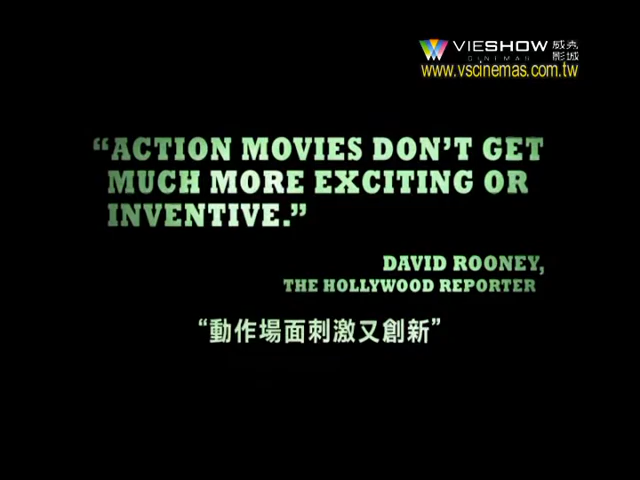 VIESHOW 威秀
CINEMAS 影城
www.vscinemas.com.tw
“ACTION MOVIES DON’T GET
MUCH MORE EXCITING OR
INVENTIVE.”
DAVID ROONEY,
THE HOLLYWOOD REPORTER
“動作場面刺激又創新”